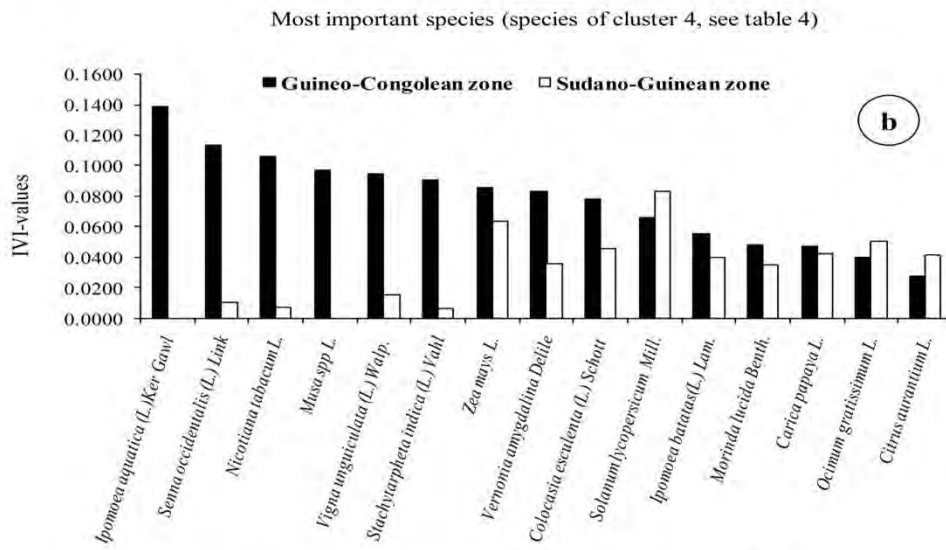 Most important species (species of cluster 4, see table 4)
0.1600
0.1400
0.1200
0.1000
0.0800
0.0600
0.0400
0.0200
0.0000
IVI-values
Guineo-Congolean zone
Sudano-Guinean zone
b
Ipomoea aquatica (L.)Ker Gawl
Senna occidentalis (L.) Link
Nicotiana tabacum L.
Musa spp L.
Vigna unguiculata (L.) Walp.
Stachytarpheta indica (L.) Vahl
Zea mays L.
Vernonia amygdalina Delile
Colocasia esculenta (L.) Schott
Solanum lycopersicum Mill.
Ipomoea batatas(L.) Lam.
Morinda lucida Benth.
Carica papaya L.
Ocimum gratissimum L.
Citrus aurantium L.